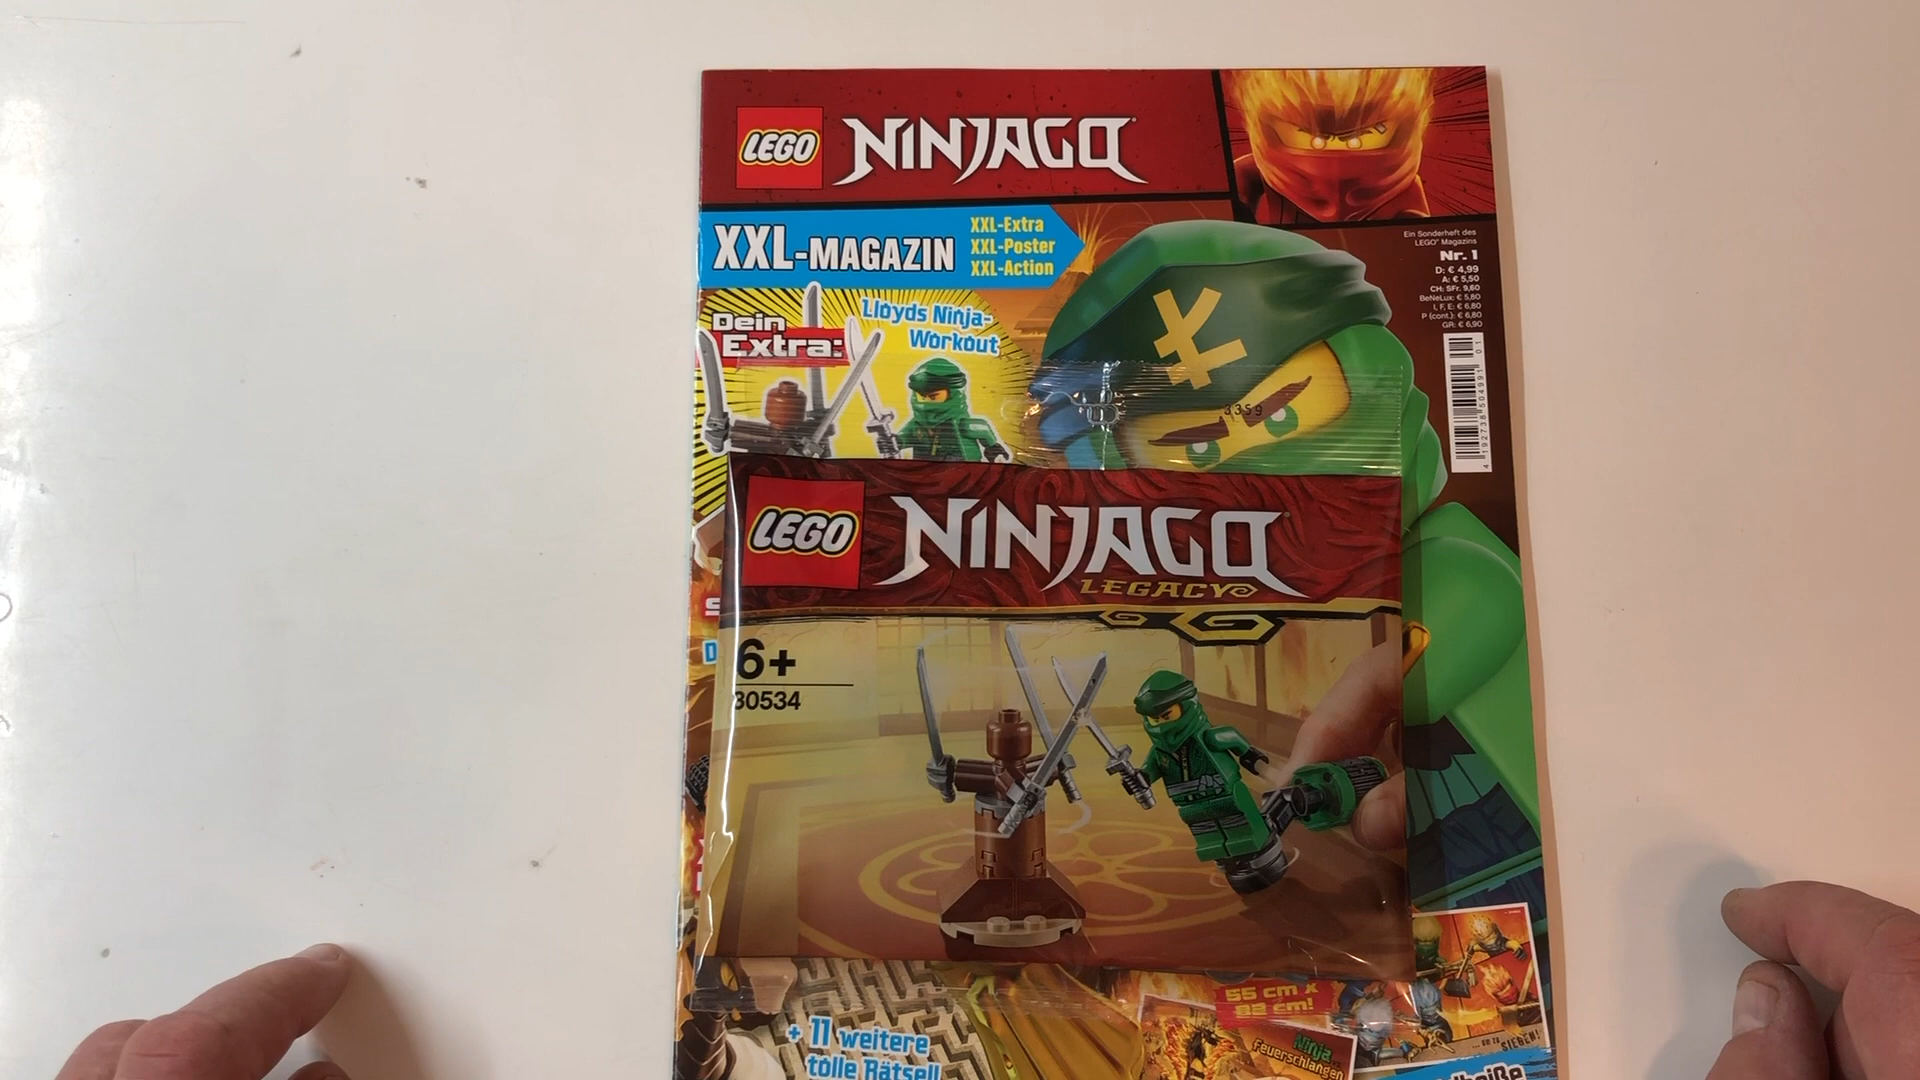 LEGO NINJAGO
XXL-MAGAZIN
XXL-Extra
XXL-Poster
XXL-Action
Ein Sonderheft des
LEGO® Magazins
Nr. 1
D: € 4,99
A: € 5,50
CH: SFr. 9,60
BeNeLux: € 5,80
I, F, E: € 6,80
P (cont.): € 6,80
GR: € 6,90
Dein
Extra:
Lloyds Ninja-
Workout
3359
LEGO NINJAGO
LEGACY
6+
30534
55 cm x
82 cm!
+ 11 weitere
tolle Rätsel!
Ninja
Feuerschlangen
SIEBEN!